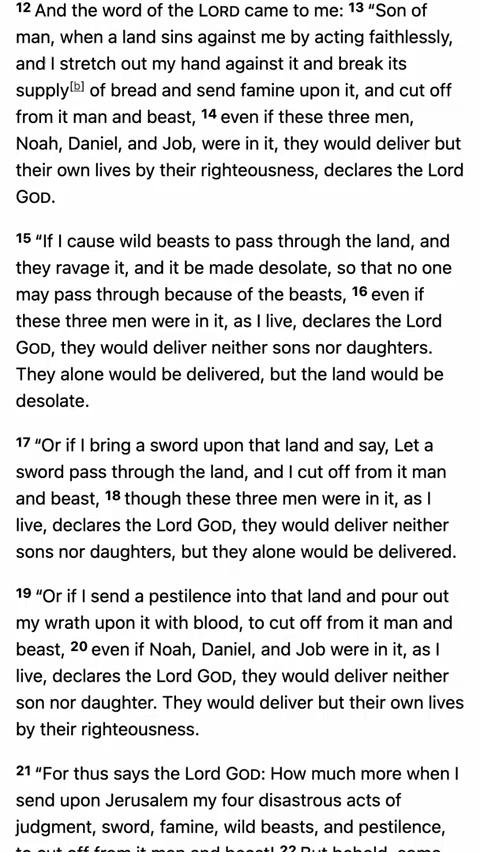 12 And the word of the LORD came to me: 13 “Son of
man, when a land sins against me by acting faithlessly,
and I stretch out my hand against it and break its
supply[b] of bread and send famine upon it, and cut off
from it man and beast, 14 even if these three men,
Noah, Daniel, and Job, were in it, they would deliver but
their own lives by their righteousness, declares the Lord
GOD.
15 “If I cause wild beasts to pass through the land, and
they ravage it, and it be made desolate, so that no one
may pass through because of the beasts, 16 even if
these three men were in it, as I live, declares the Lord
GOD, they would deliver neither sons nor daughters.
They alone would be delivered, but the land would be
desolate.
17 “Or if I bring a sword upon that land and say, Let a
sword pass through the land, and I cut off from it man
and beast, 18 though these three men were in it, as I
live, declares the Lord GOD, they would deliver neither
sons nor daughters, but they alone would be delivered.
19 “Or if I send a pestilence into that land and pour out
my wrath upon it with blood, to cut off from it man and
beast, 20 even if Noah, Daniel, and Job were in it, as I
live, declares the Lord GOD, they would deliver neither
son nor daughter. They would deliver but their own lives
by their righteousness.
21 “For thus says the Lord GOD: How much more when I
send upon Jerusalem my four disastrous acts of
judgment, sword, famine, wild beasts, and pestilence,
to cut off from it man and beast! 22 But behold, some